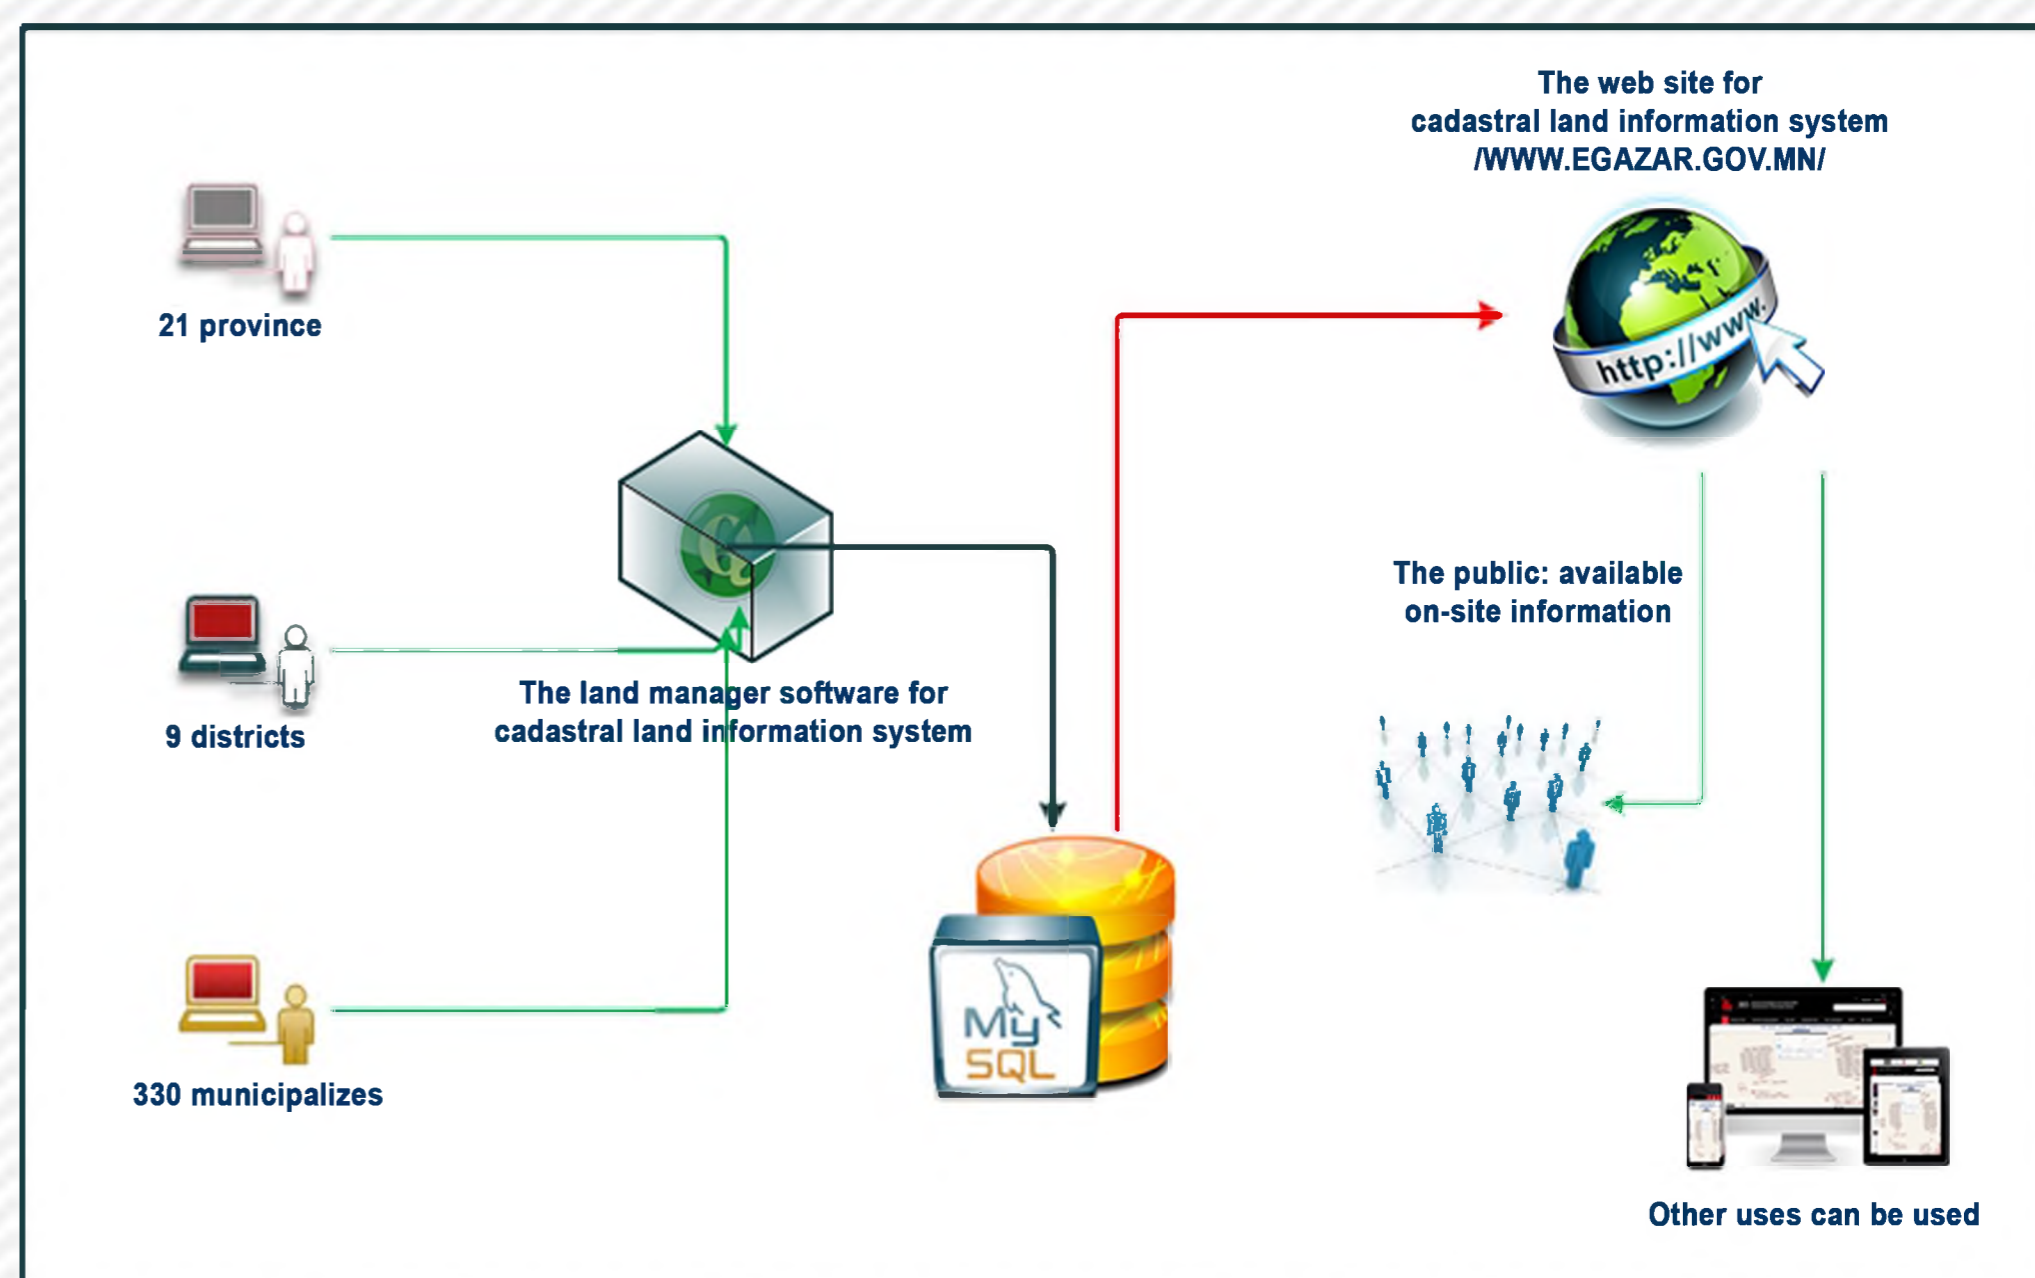 The web site for
cadastral land information system
/WWW.EGAZAR.GOV.MN/
http://www.
21 province
The public: available
on-site information
9 districts
The land manager software for
cadastral land information system
My
SQL
330 municipalizes
Other uses can be used